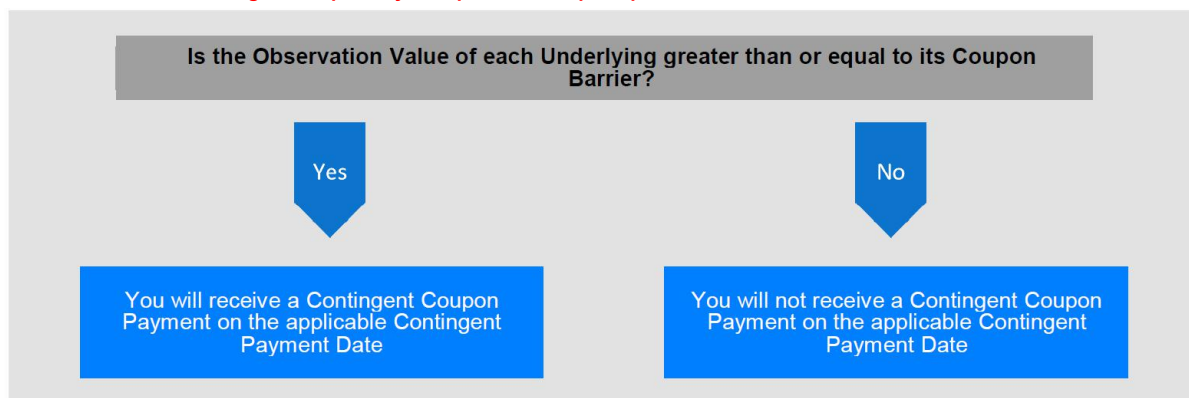 Is the Observation Value of each Underlying greater than or equal to its Coupon
Barrier?
Yes
No
You will receive a Contingent Coupon
Payment on the applicable Contingent
Payment Date
You will not receive a Contingent Coupon
Payment on the applicable Contingent
Payment Date